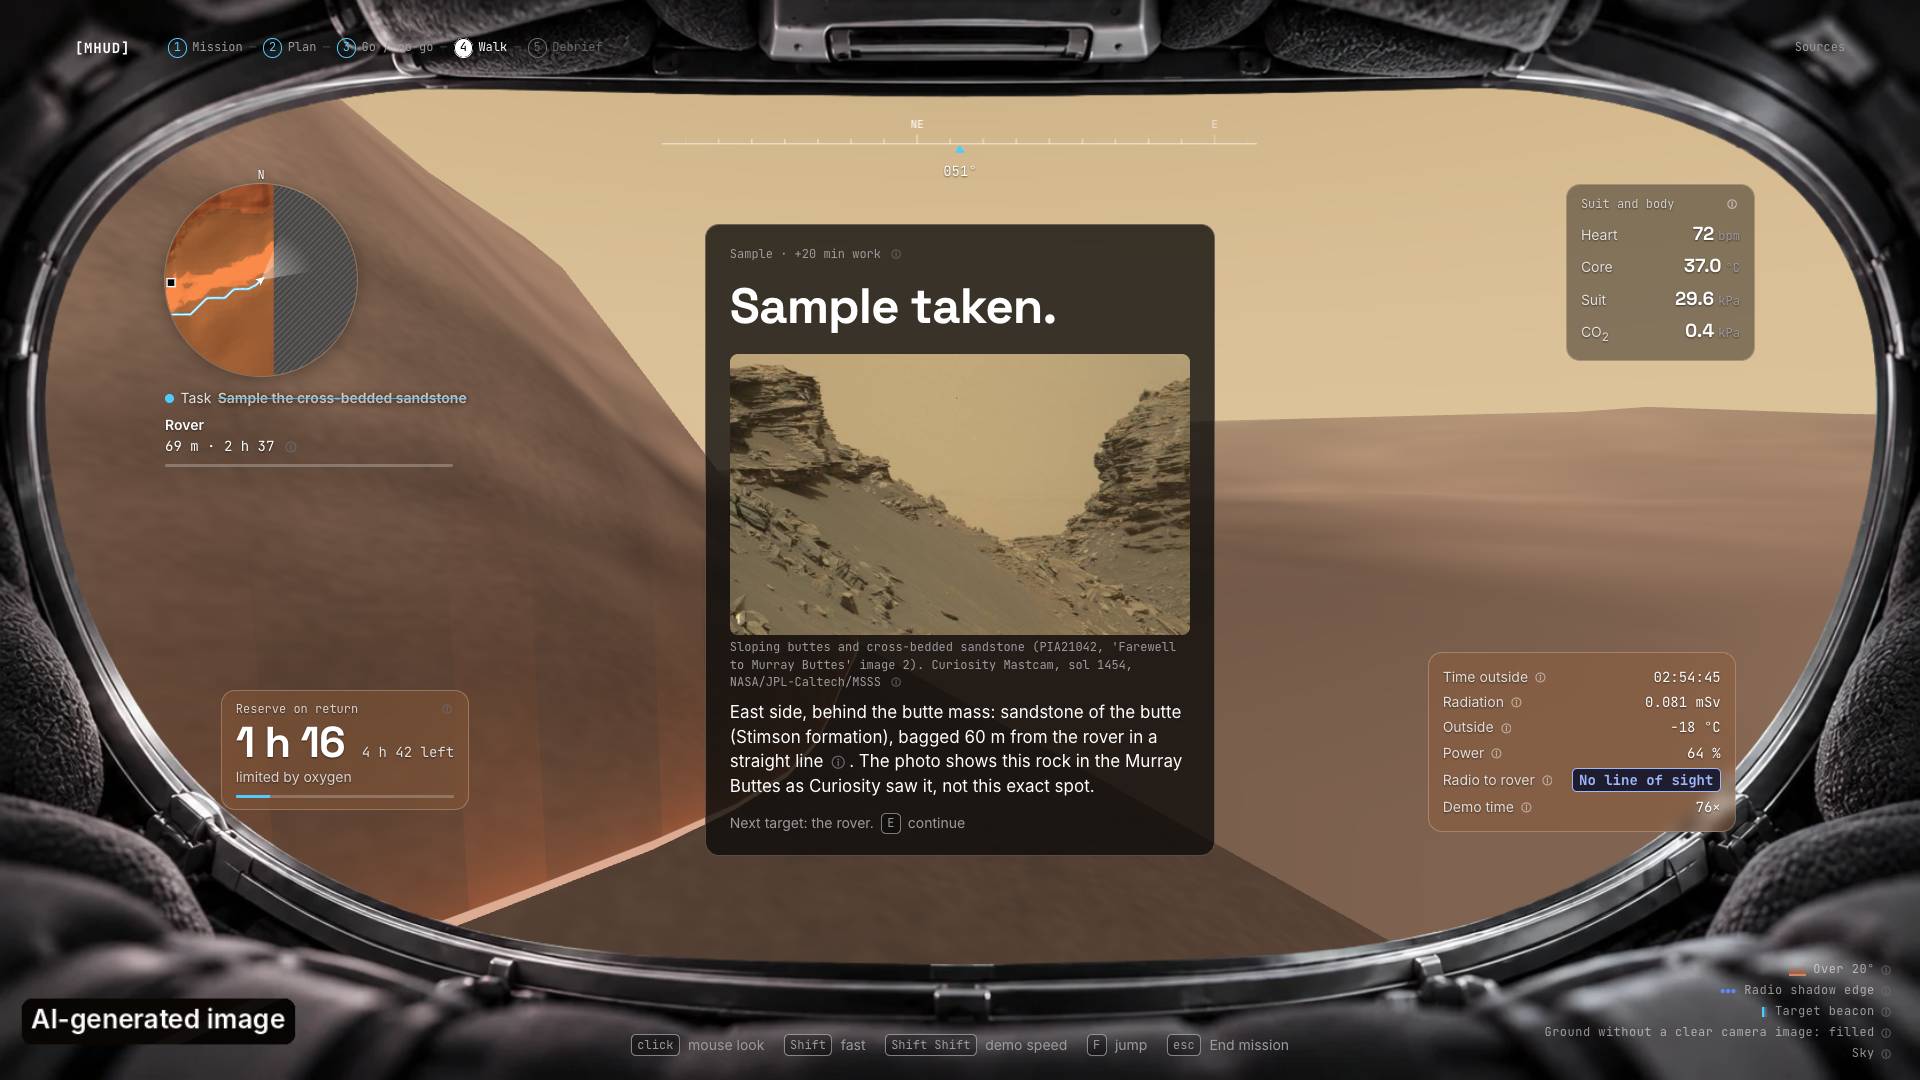 [MHUD]
1 Mission – 2 Plan – 3 Go / no-go – 4 Walk – 5 Debrief
Sources
NE E
051°
N
Task Sample the cross-bedded sandstone
Rover
69 m · 2 h 37
Suit and body
Heart 72 bpm
Core 37.0 °C
Suit 29.6 kPa
CO2 0.4 kPa
Sample · +20 min work
Sample taken.
Sloping buttes and cross-bedded sandstone (PIA21042, 'Farewell
to Murray Buttes' image 2). Curiosity Mastcam, sol 1454,
NASA/JPL-Caltech/MSSS
East side, behind the butte mass: sandstone of the butte
(Stimson formation), bagged 60 m from the rover in a
straight line . The photo shows this rock in the Murray
Buttes as Curiosity saw it, not this exact spot.
Next target: the rover. E continue
Reserve on return
1 h 16 4 h 42 left
limited by oxygen
Time outside 02:54:45
Radiation 0.081 mSv
Outside -18 °C
Power 64 %
Radio to rover No line of sight
Demo time 76×
Over 20°
Radio shadow edge
Target beacon
Ground without a clear camera image: filled
Sky
AI-generated image
click mouse look Shift fast Shift Shift demo speed F jump esc End mission